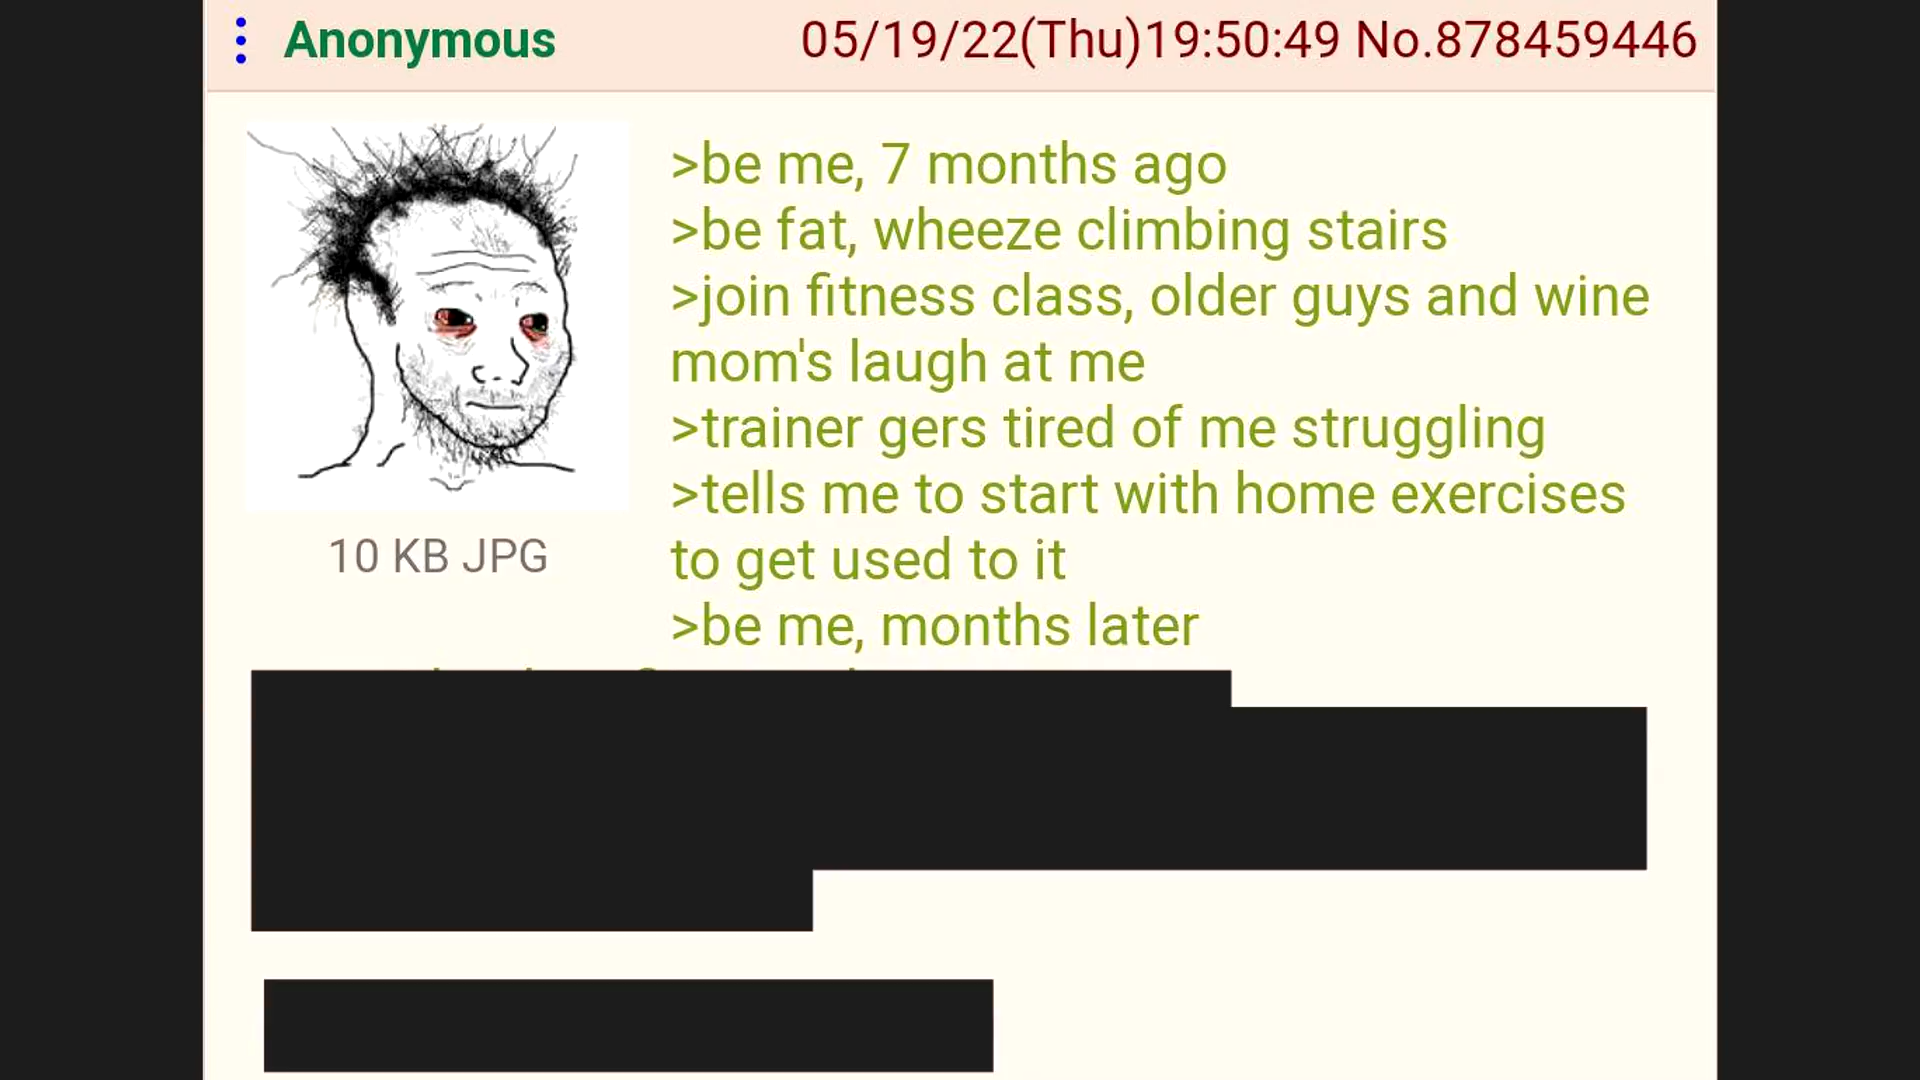 Anonymous 05/19/22(Thu)19:50:49 No.878459446
>be me, 7 months ago
>be fat, wheeze climbing stairs
>join fitness class, older guys and wine
mom's laugh at me
>trainer gers tired of me struggling
>tells me to start with home exercises
to get used to it
>be me, months later
10 KB JPG